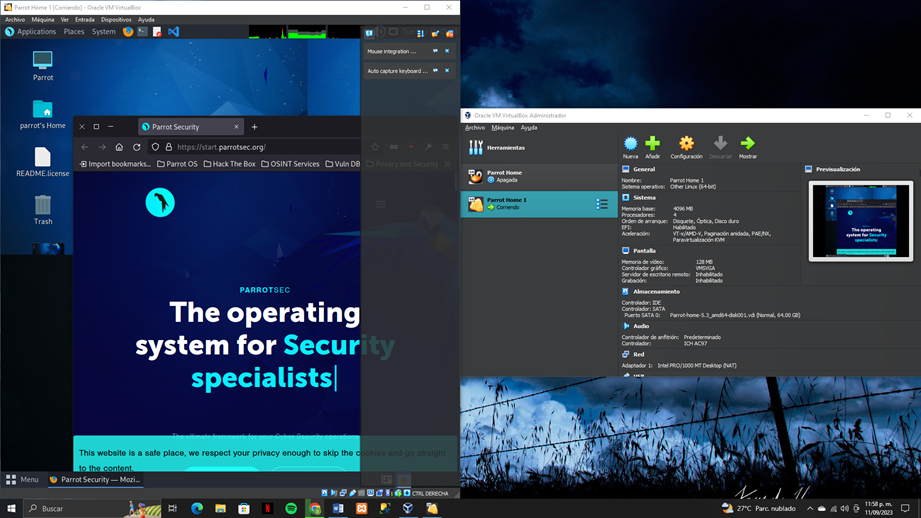 Parrot Home 1 [Corriendo] - Oracle VM VirtualBox
Archivo Máquina Ver Entrada Dispositivos Ayuda
Applications Places System
Mouse integration ...
Auto capture keyboard ...
Parrot
parrot's Home
README.license
Trash
Parrot Security
https://start.parrotsec.org/
Import bookmarks... Parrot OS Hack The Box OSINT Services Vuln DB Privacy and Security
PARROTSEC
The operating
system for Security
specialists
The ultimate framework for your Cyber Security operations
This website is a safe place, we respect your privacy enough to skip the cookies and go straight
to the content.
Menu Parrot Security — Mozi...
CTRL DERECHA
Oracle VM VirtualBox Administrador
Archivo Máquina Ayuda
Herramientas
Nueva Añadir Configuración Descartar Mostrar
Parrot Home
Apagada
Parrot Home 1
Corriendo
General
Nombre: Parrot Home 1
Sistema operativo: Other Linux (64-bit)
Sistema
Memoria base: 4096 MB
Procesadores: 4
Orden de arranque: Disquete, Óptica, Disco duro
EFI: Habilitado
Aceleración: VT-x/AMD-V, Paginación anidada, PAE/NX,
Paravirtualización KVM
Pantalla
Memoria de vídeo: 128 MB
Controlador gráfico: VMSVGA
Servidor de escritorio remoto: Inhabilitado
Grabación: Inhabilitado
Almacenamiento
Controlador: IDE
Controlador: SATA
Puerto SATA 0: Parrot-home-5.3_amd64-disk001.vdi (Normal, 64.00 GB)
Audio
Controlador de anfitrión: Predeterminado
Controlador: ICH AC97
Red
Adaptador 1: Intel PRO/1000 MT Desktop (NAT)
Previsualización
The operating
system for Security
specialists
Buscar
27°C Parc. nublado
11:58 p. m.
11/09/2023